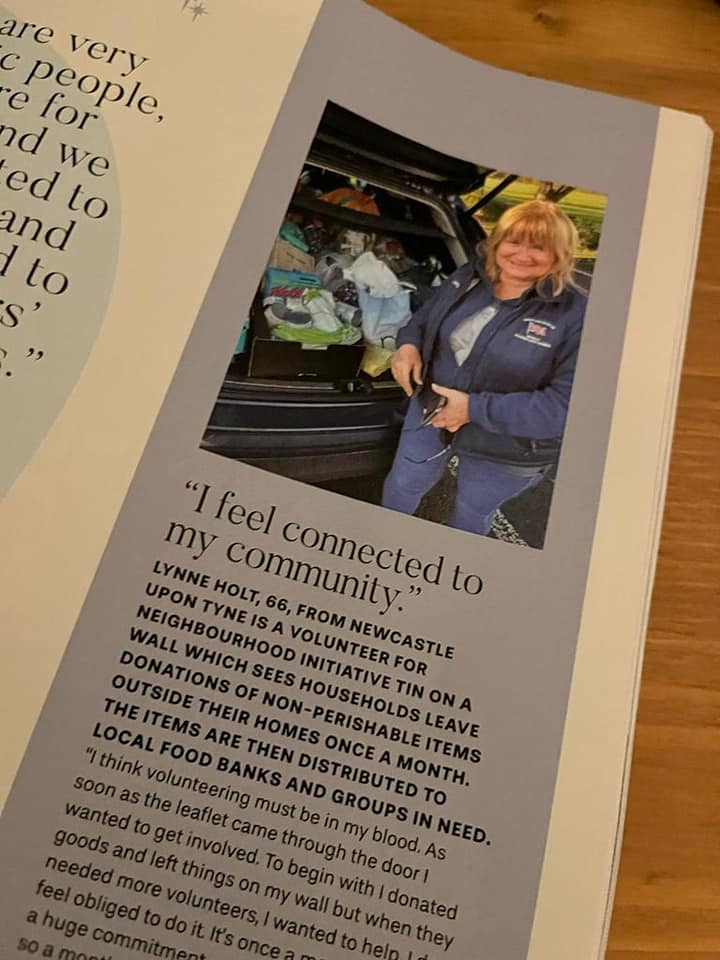 are very
c people,
re for
nd we
ted to
and
d to
s'
s.”
“I feel connected to
my community.”
LYNNE HOLT, 66, FROM NEWCASTLE
UPON TYNE IS A VOLUNTEER FOR
NEIGHBOURHOOD INITIATIVE TIN ON A
WALL WHICH SEES HOUSEHOLDS LEAVE
DONATIONS OF NON-PERISHABLE ITEMS
OUTSIDE THEIR HOMES ONCE A MONTH.
THE ITEMS ARE THEN DISTRIBUTED TO
LOCAL FOOD BANKS AND GROUPS IN NEED.
"I think volunteering must be in my blood. As
soon as the leaflet came through the door I
wanted to get involved. To begin with I donated
goods and left things on my wall but when they
needed more volunteers, I wanted to help. I d
feel obliged to do it. It's once a m
a huge commitment
so a mont